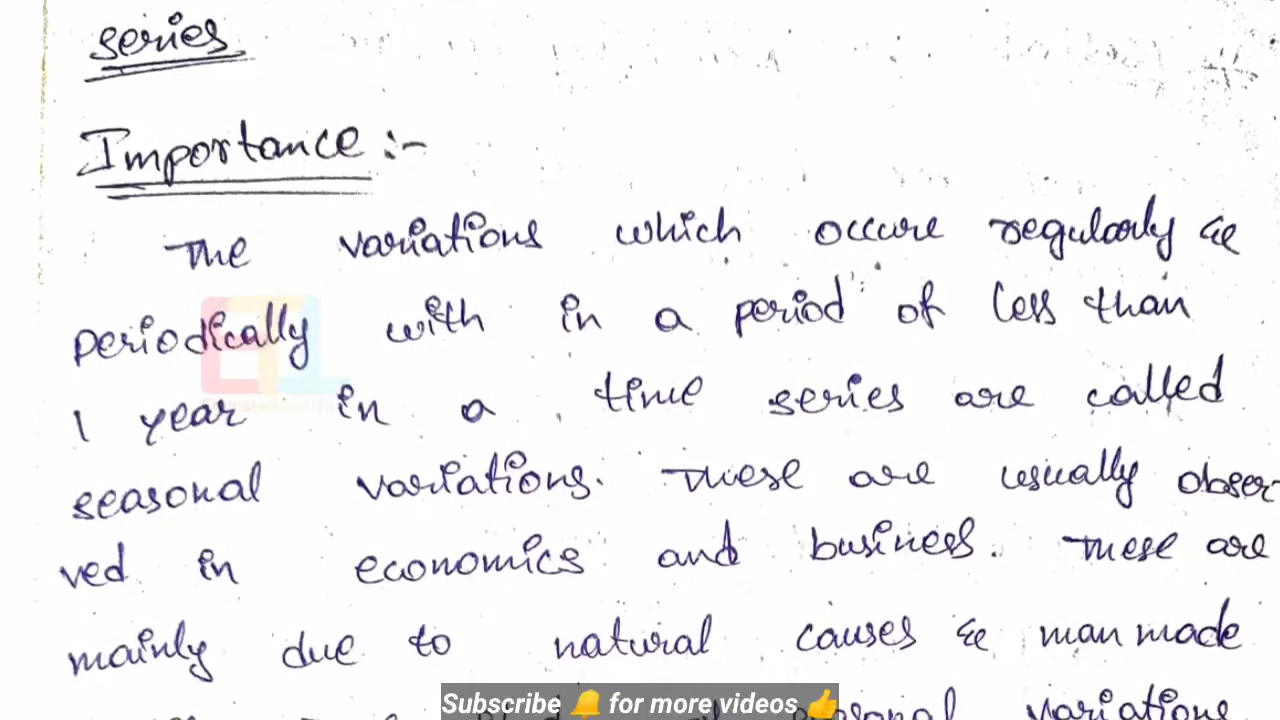 series
Importance :-
The variations which occure regularly &
periodically with in a period of less than
1 year in a time series are called
seasonal variations. These are usually obser-
ved in economics and business. These are
mainly due to natural causes & man made
Subscribe 🔔 for more videos 👍
variations